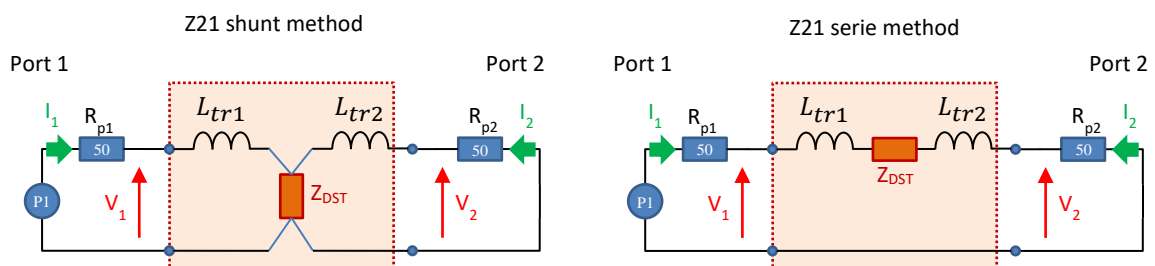 Z21 shunt method
Port 1
Port 2
I1
Rp1
Ltr1
Ltr2
Rp2
I2
50
50
P1
V1
ZDST
V2
Z21 serie method
Port 1
Port 2
I1
Rp1
Ltr1
Ltr2
Rp2
I2
50
50
P1
V1
ZDST
V2